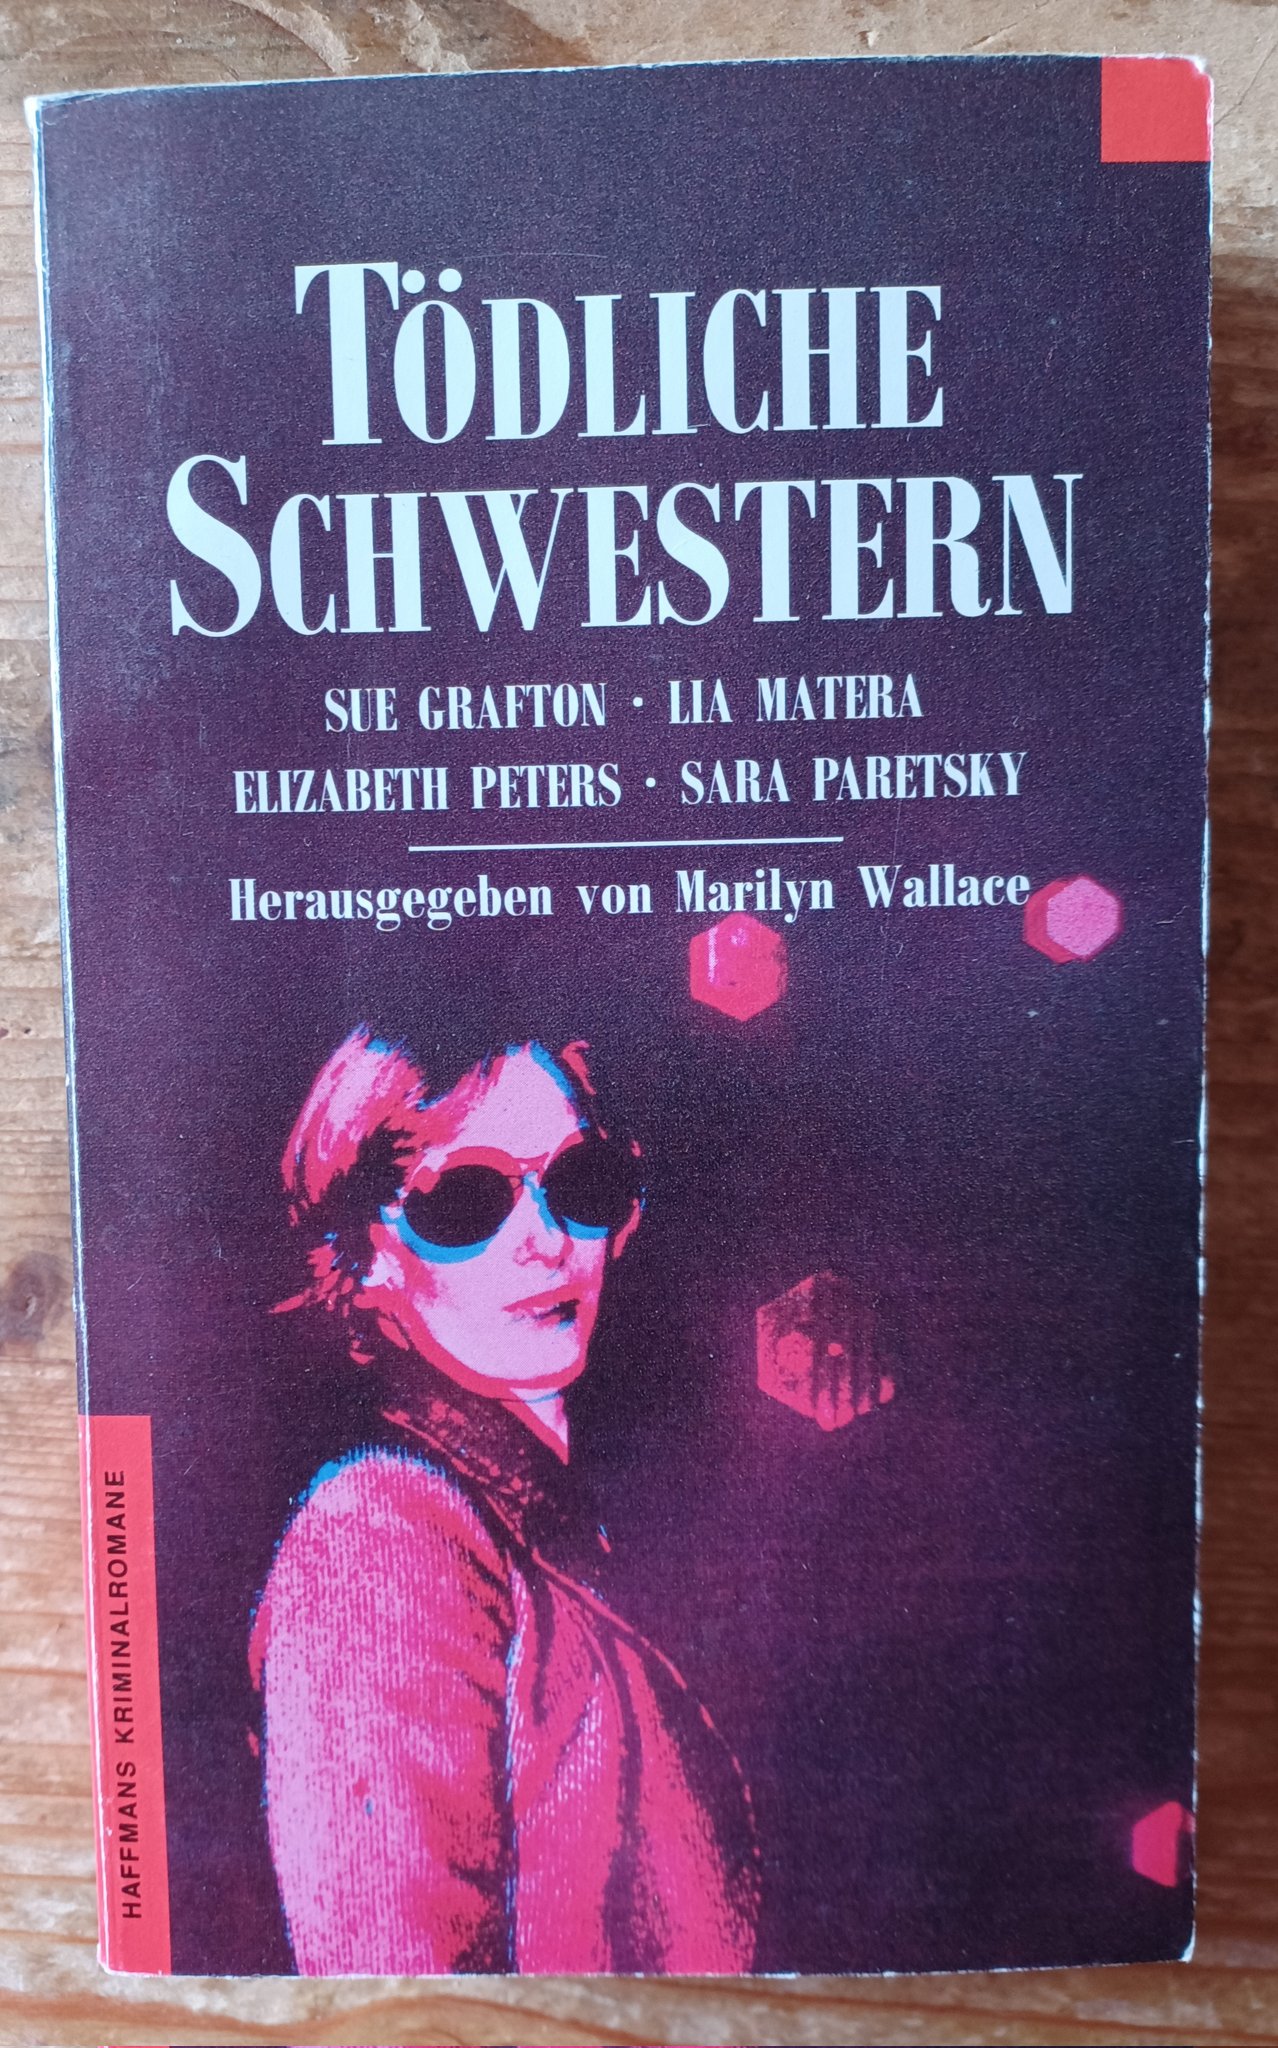 TÖDLICHE
SCHWESTERN
SUE GRAFTON · LIA MATERA
ELIZABETH PETERS · SARA PARETSKY
Herausgegeben von Marilyn Wallace
HAFFMANS KRIMINALROMANE